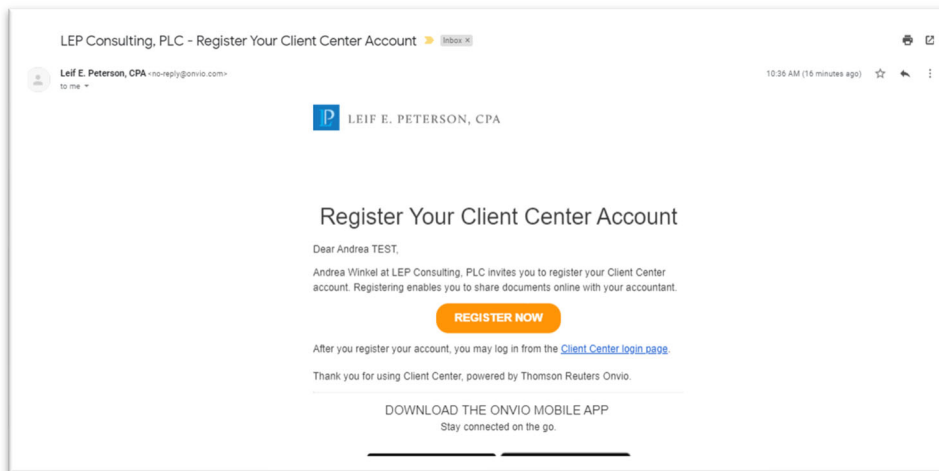 LEP Consulting, PLC - Register Your Client Center Account
Inbox ×
Leif E. Peterson, CPA <no-reply@onvio.com>
10:36 AM (16 minutes ago)
to me
LEIF E. PETERSON, CPA
Register Your Client Center Account
Dear Andrea TEST,
Andrea Winkel at LEP Consulting, PLC invites you to register your Client Center
account. Registering enables you to share documents online with your accountant.
REGISTER NOW
After you register your account, you may log in from the Client Center login page.
Thank you for using Client Center, powered by Thomson Reuters Onvio.
DOWNLOAD THE ONVIO MOBILE APP
Stay connected on the go.